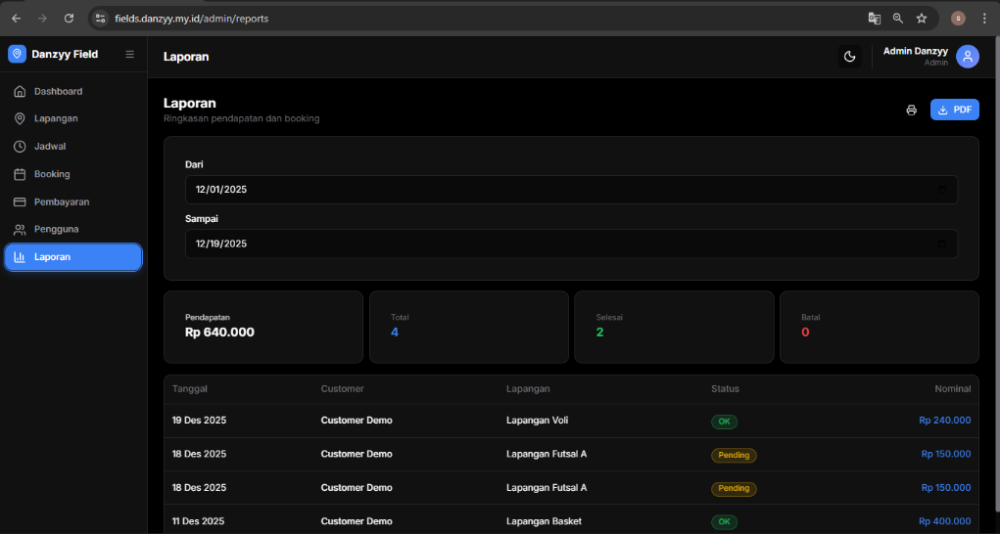 fields.danzyy.my.id/admin/reports
S
Danzyy Field
Laporan
Admin Danzyy
Admin
Dashboard
Lapangan
Jadwal
Booking
Pembayaran
Pengguna
Laporan
Laporan
Ringkasan pendapatan dan booking
PDF
Dari
12/01/2025
Sampai
12/19/2025
Pendapatan
Rp 640.000
Total
4
Selesai
2
Batal
0
Tanggal Customer Lapangan Status Nominal
19 Des 2025 Customer Demo Lapangan Voli OK Rp 240.000
18 Des 2025 Customer Demo Lapangan Futsal A Pending Rp 150.000
18 Des 2025 Customer Demo Lapangan Futsal A Pending Rp 150.000
11 Des 2025 Customer Demo Lapangan Basket OK Rp 400.000